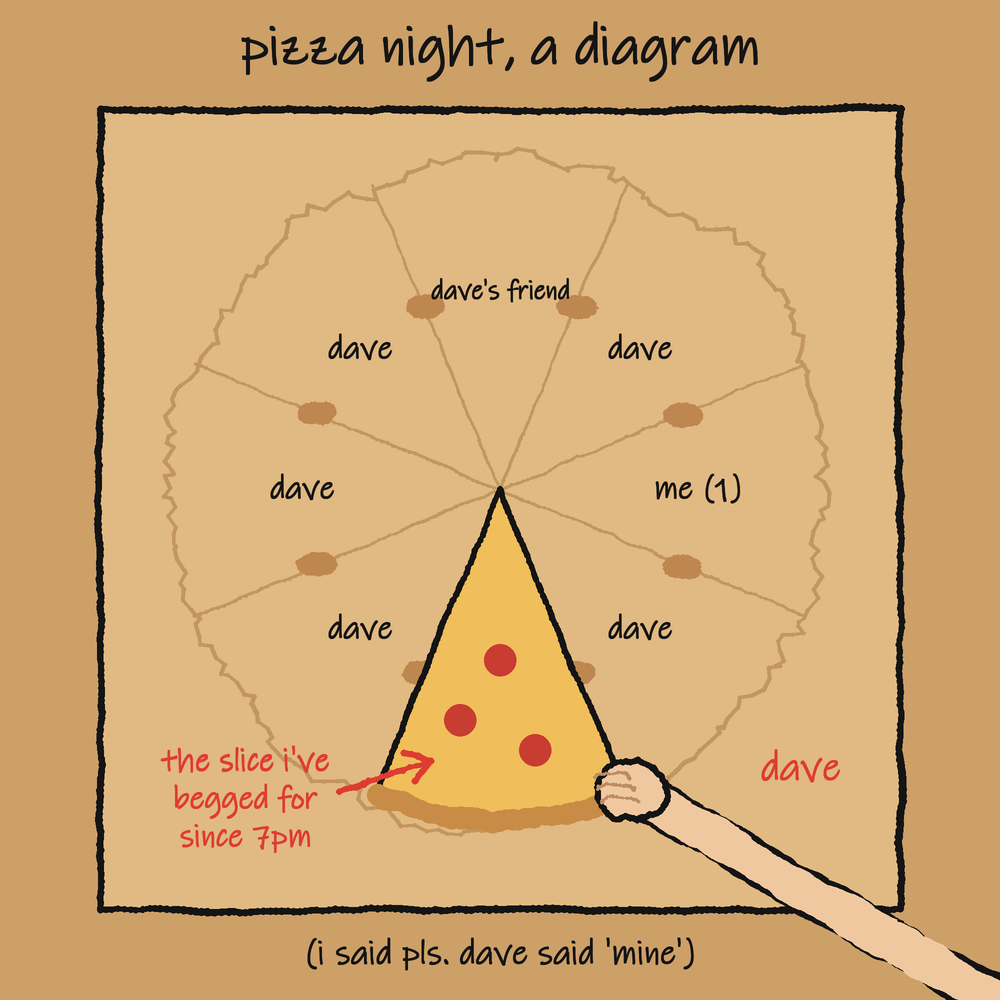 pizza night, a diagram
dave's friend
dave
dave
dave
me (1)
dave
dave
the slice i've
begged for
since 7pm
dave
(i said pls. dave said 'mine')